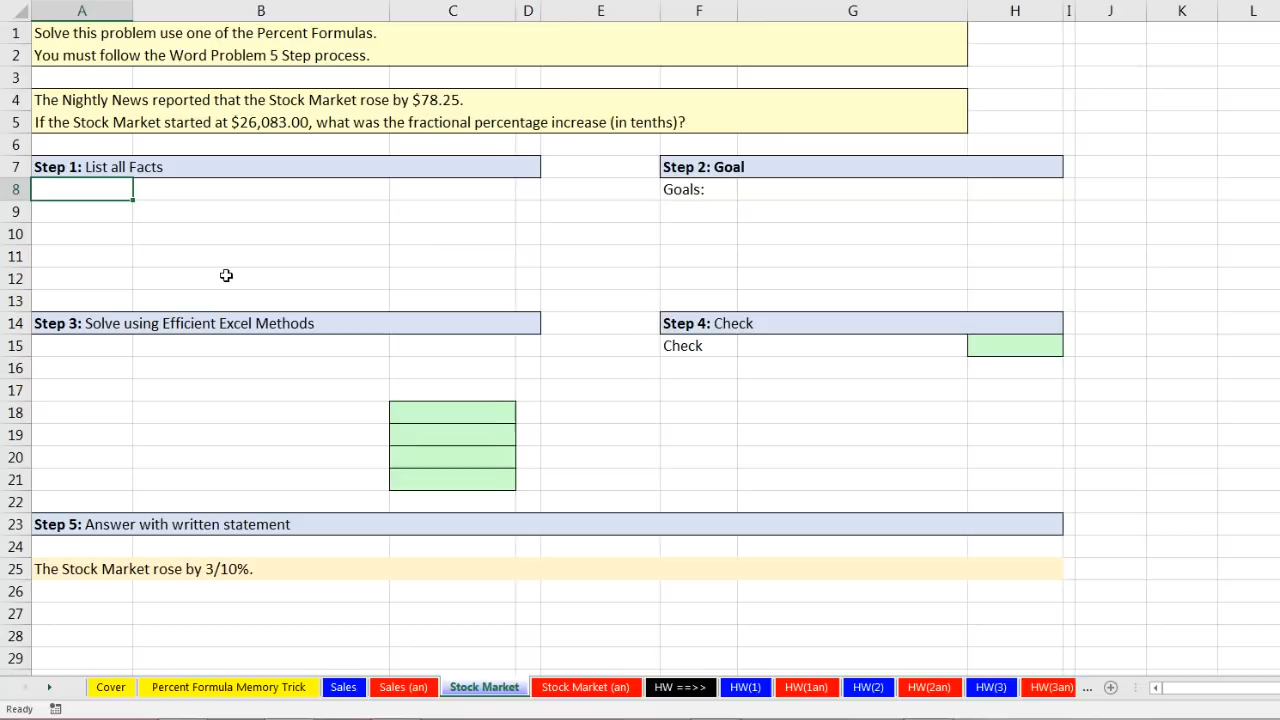 A B C D E F G H I J K L
1 Solve this problem use one of the Percent Formulas.
2 You must follow the Word Problem 5 Step process.
3
4 The Nightly News reported that the Stock Market rose by $78.25.
5 If the Stock Market started at $26,083.00, what was the fractional percentage increase (in tenths)?
6
7 Step 1: List all Facts Step 2: Goal
8 Goals:
9
10
11
12
13
14 Step 3: Solve using Efficient Excel Methods Step 4: Check
15 Check
16
17
18
19
20
21
22
23 Step 5: Answer with written statement
24
25 The Stock Market rose by 3/10%.
26
27
28
29
Cover Percent Formula Memory Trick Sales Sales (an) Stock Market Stock Market (an) HW ==>> HW(1) HW(1an) HW(2) HW(2an) HW(3) HW(3an) ...
Ready